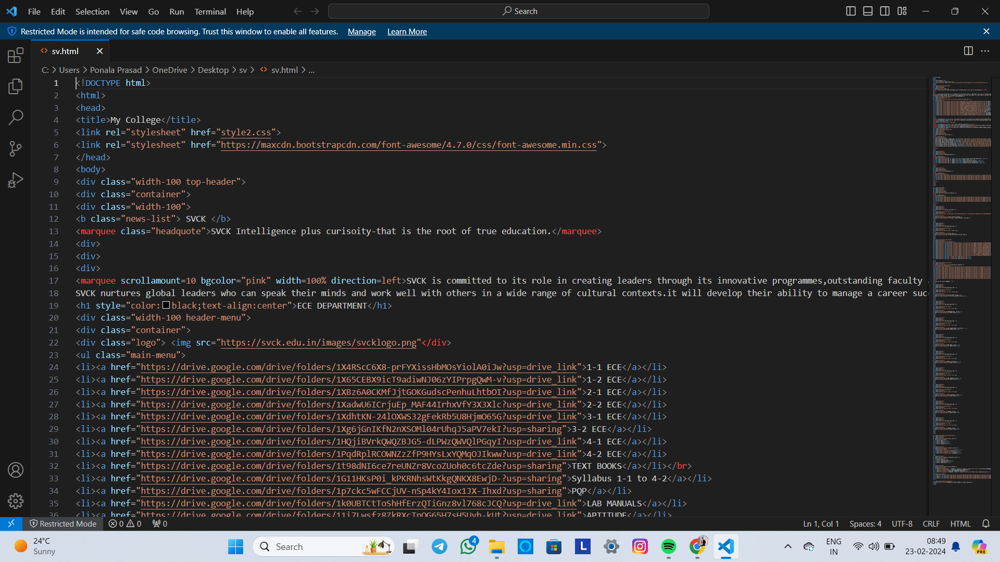 File Edit Selection View Go Run Terminal Help
Search
Restricted Mode is intended for safe code browsing. Trust this window to enable all features. Manage Learn More
sv.html
C: > Users > Ponala Prasad > OneDrive > Desktop > sv > sv.html > ...
1 <!DOCTYPE html>
2 <html>
3 <head>
4 <title>My College</title>
5 <link rel="stylesheet" href="style2.css">
6 <link rel="stylesheet" href="https://maxcdn.bootstrapcdn.com/font-awesome/4.7.0/css/font-awesome.min.css">
7 </head>
8 <body>
9 <div class="width-100 top-header">
10 <div class="container">
11 <div class="width-100">
12 <b class="news-list"> SVCK </b>
13 <marquee class="headquote">SVCK Intelligence plus curisoity-that is the root of true education.</marquee>
14 <div>
15 <div>
16 <div>
17 <marquee scrollamount=10 bgcolor="pink" width=100% direction=left>SVCK is committed to its role in creating leaders through its innovative programmes,outstanding faculty
18 SVCK nurtures global leaders who can speak their minds and work well with others in a wide range of cultural contexts.it will develop their ability to manage a career suc
19 <h1 style="color:black;text-align:center">ECE DEPARTMENT</h1>
20 <div class="width-100 header-menu">
21 <div class="container">
22 <div class="logo"> <img src="https://svck.edu.in/images/svcklogo.png"</div>
23 <ul class="main-menu">
24 <li><a href="https://drive.google.com/drive/folders/1X4RScC6X8-prFYXissHbMOsYiolA0iJw?usp=drive_link">1-1 ECE</a></li>
25 <li><a href="https://drive.google.com/drive/folders/1X65CEBX9icT9adiwNJ06zYIPrpgQwM-v?usp=drive_link">1-2 ECE</a></li>
26 <li><a href="https://drive.google.com/drive/folders/1XBz6A0CKMfJjtGOKGudscPenhuLhtbOI?usp=drive_link">2-1 ECE</a></li>
27 <li><a href="https://drive.google.com/drive/folders/1XadwU6ICrjuEp_MAF44IrhxVfY3X3Xlc?usp=drive_link">2-2 ECE</a></li>
28 <li><a href="https://drive.google.com/drive/folders/1XdhtKN-24lOXWS32gFekRb5U8HjmO65G?usp=drive_link">3-1 ECE</a></li>
29 <li><a href="https://drive.google.com/drive/folders/1Xg6jGnIKfN2nXSOMl04rUhqJ5aPV7ekI?usp=sharing">3-2 ECE</a></li>
30 <li><a href="https://drive.google.com/drive/folders/1HQjiBVrkQWQZBJG5-dLPWzQWVQlPGqyI?usp=drive_link">4-1 ECE</a></li>
31 <li><a href="https://drive.google.com/drive/folders/1PqdRplRCOWNZzZfP9HYsLxYQMqOJIkww?usp=drive_link">4-2 ECE</a></li>
32 <li><a href="https://drive.google.com/drive/folders/1t98dNI6ce7reUNZr8VcoZUoh0c6tcZde?usp=sharing">TEXT BOOKS</a></li></br>
33 <li><a href="https://drive.google.com/drive/folders/1G11HKsP0i_kPKRNhsWtKkgQNKX8EwjD-?usp=sharing">Syllabus 1-1 to 4-2</a></li>
34 <li><a href="https://drive.google.com/drive/folders/1p7ckc5wFCCjUV-nSp4kY4Iox1JX-Ihxd?usp=sharing">PQP</a></li>
35 <li><a href="https://drive.google.com/drive/folders/1k0UBTCtToShHfErzQTiGnz8vl768cJCQ?usp=drive_link">LAB MANUALS</a></li>
36 <li><a href="https://drive.google.com/drive/folders/11i7Lwsfz87kRXcTpQG65H7sH5Uvh-kUt?usp=drive_link">APTITUDE</a></li>
Restricted Mode 0 0 0 Ln 1, Col 1 Spaces: 4 UTF-8 CRLF HTML
24°C
Sunny
Search
4
L
ENG
IN
08:49
23-02-2024
PRE